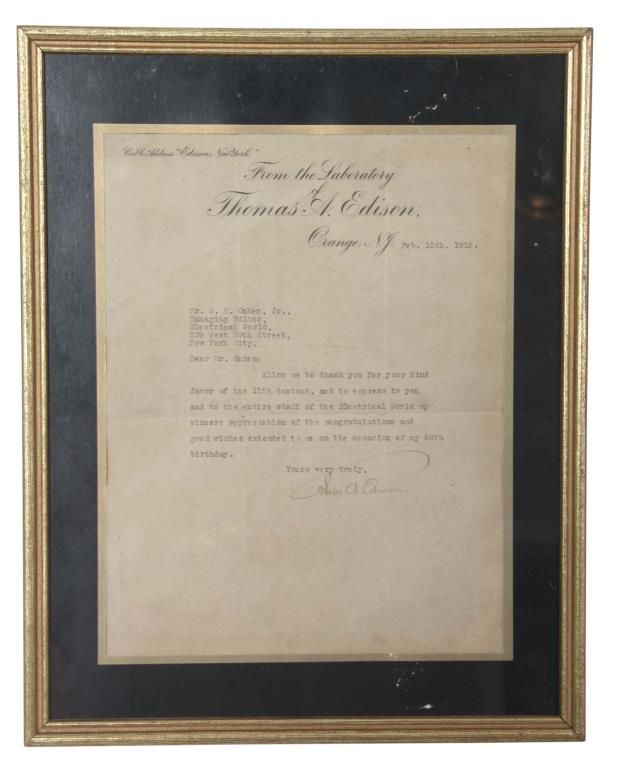 Cable Address "Edison, New York"
From the Laboratory
of
Thomas A. Edison,
Orange, N.J. Feb. 15th. 1915.
Mr. Onken, Jr.,
Managing Editor,
Electrical World,
239 West 39th Street,
New York City.
Dear Mr. Onken:
Allow me to thank you for your kind
favor of the 11th instant, and to express to you
and to the entire staff of the Electrical World my
sincere appreciation of the congratulations and
good wishes extended to me on the occasion of my 68th
birthday.
Yours very truly,
Thos A Edison